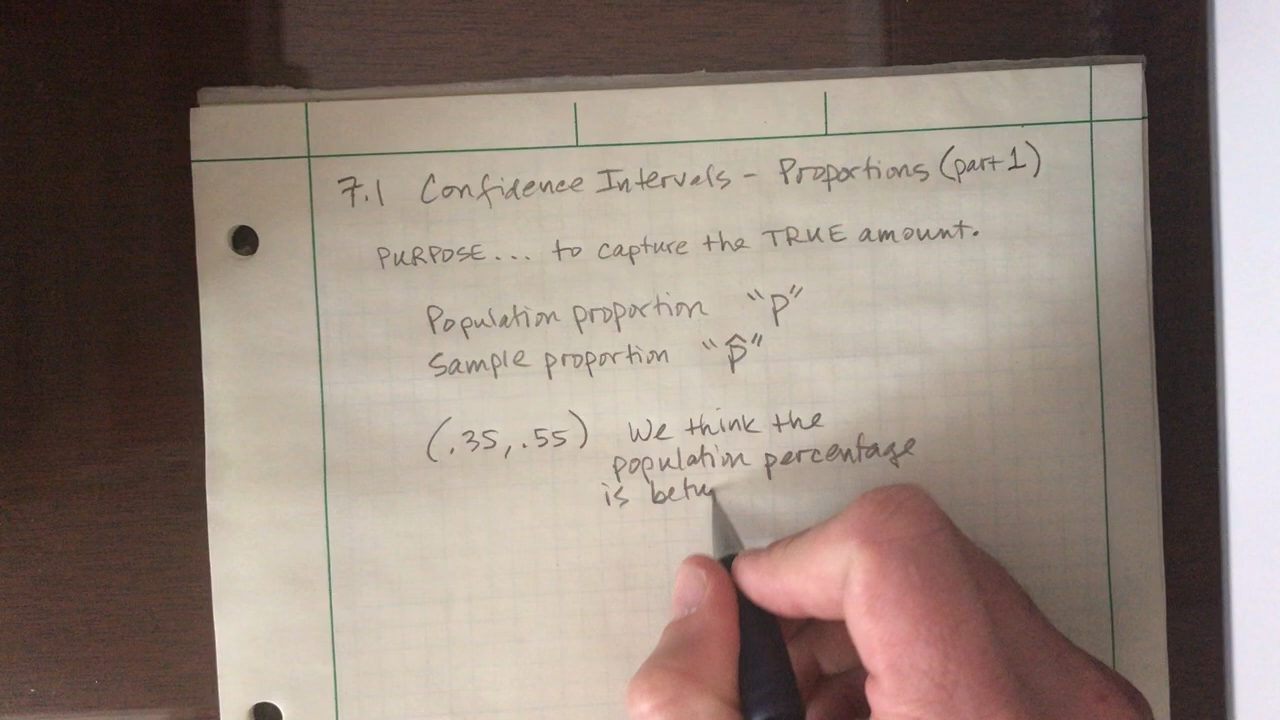 7.1 Confidence Intervals - Proportions (part 1)
PURPOSE... to capture the TRUE amount.
Population proportion "p"
Sample proportion "p̂"
(.35, .55) We think the
population percentage
is betw